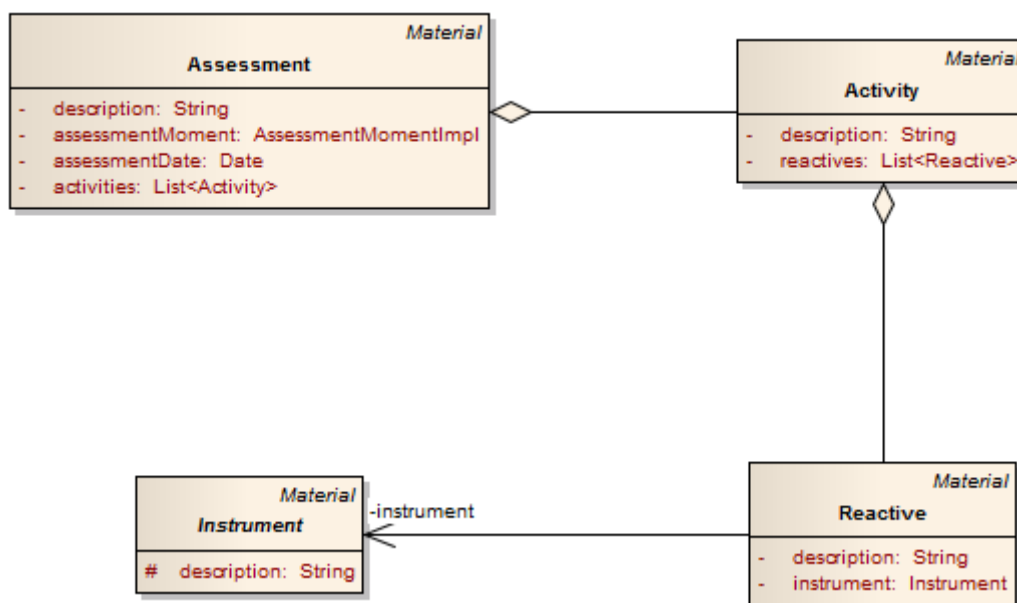 Material
Assessment
- description: String
- assessmentMoment: AssessmentMomentImpl
- assessmentDate: Date
- activities: List<Activity>
Material
Activity
- description: String
- reactives: List<Reactive>
Material
Instrument
# description: String
-instrument
Material
Reactive
- description: String
- instrument: Instrument